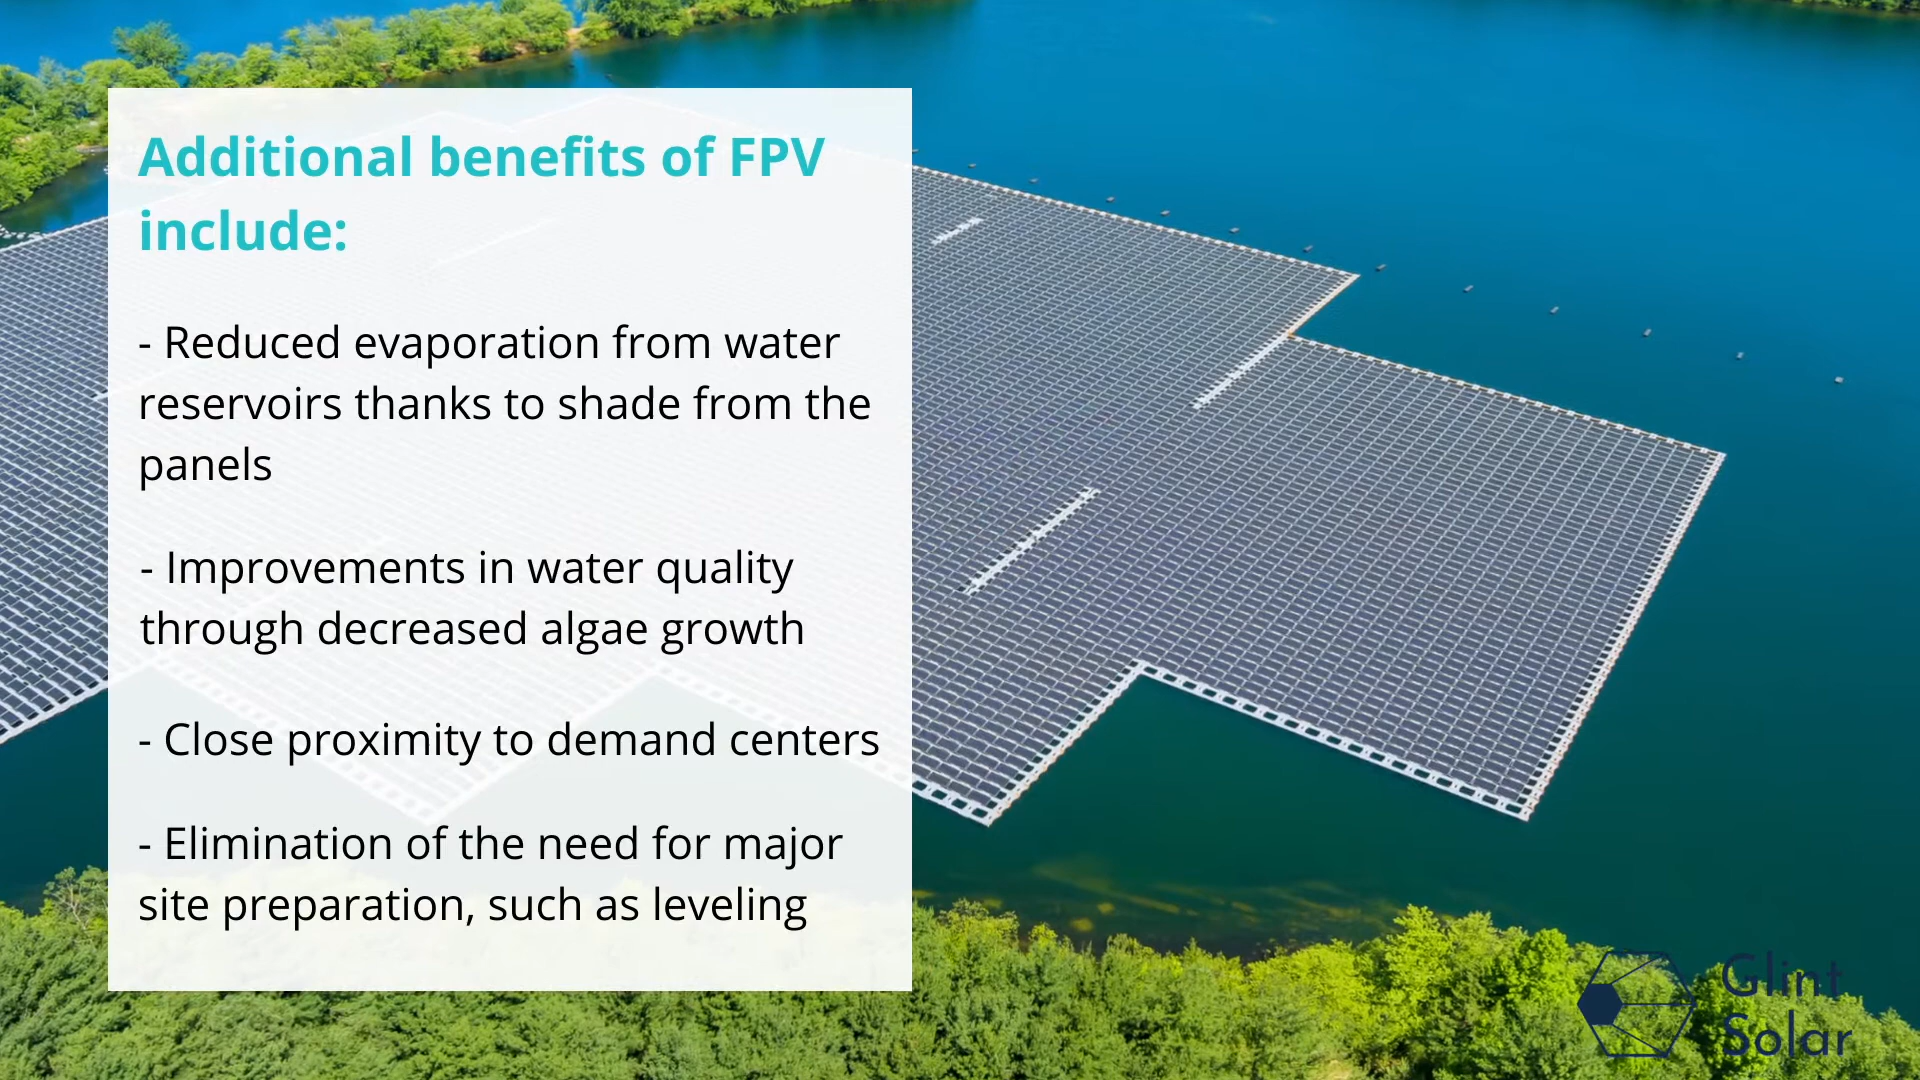 Additional benefits of FPV
include:
- Reduced evaporation from water
reservoirs thanks to shade from the
panels
- Improvements in water quality
through decreased algae growth
- Close proximity to demand centers
- Elimination of the need for major
site preparation, such as leveling
Glint
Solar